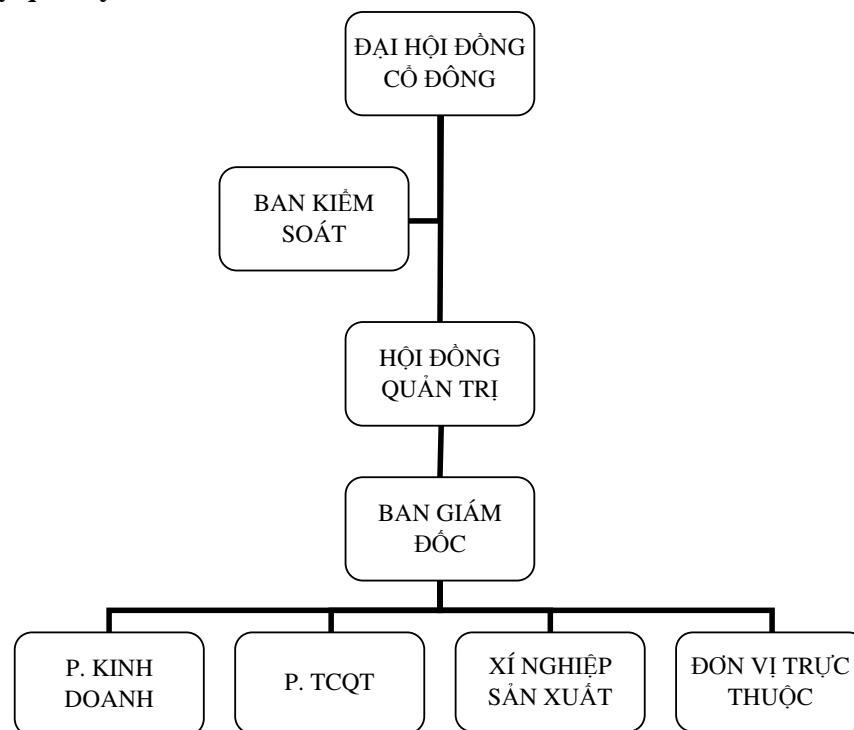 ĐẠI HỘI ĐỒNG
CỔ ĐÔNG
BAN KIỂM
SOÁT
HỘI ĐỒNG
QUẢN TRỊ
BAN GIÁM
ĐỐC
P. KINH
DOANH
P. TCQT
XÍ NGHIỆP
SẢN XUẤT
ĐƠN VỊ TRỰC
THUỘC